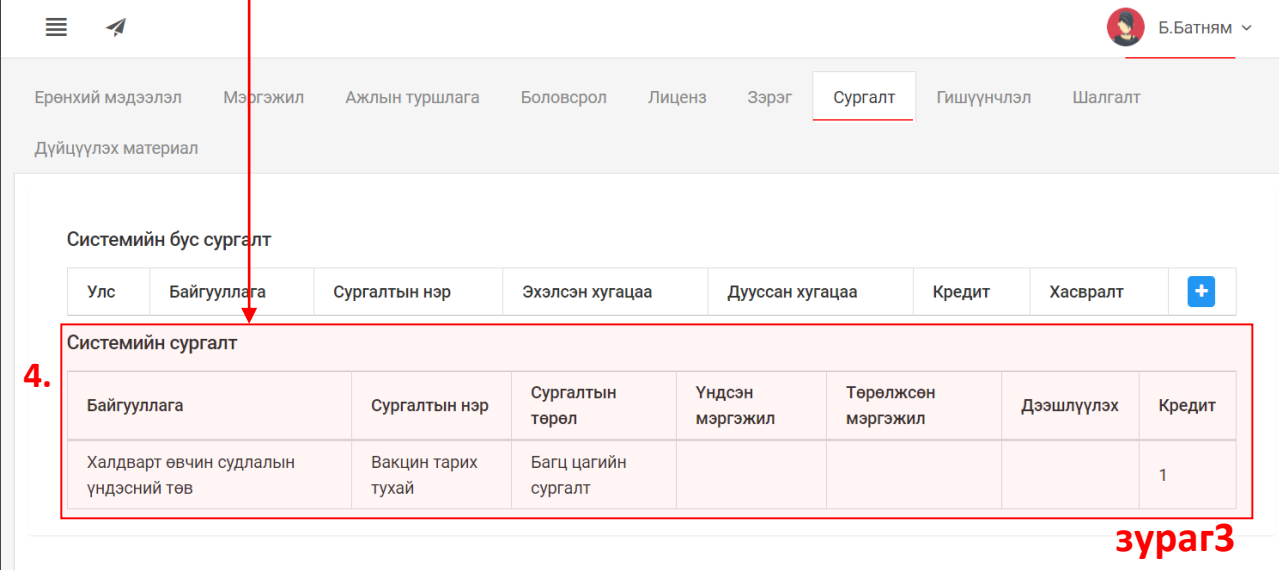 Б.Батням
Ерөнхий мэдээлэл Мэргэжил Ажлын туршлага Боловсрол Лиценз Зэрэг Сургалт Гишүүнчлэл Шалгалт
Дүйцүүлэх материал
Системийн бус сургалт
Улс Байгууллага Сургалтын нэр Эхэлсэн хугацаа Дууссан хугацаа Кредит Хасвралт +
Системийн сургалт
4.
Байгууллага Сургалтын нэр Сургалтын төрөл Үндсэн мэргэжил Төрөлжсөн мэргэжил Дээшлүүлэх Кредит
Халдварт өвчин судлалын үндэсний төв Вакцин тарих тухай Багц цагийн сургалт 1
зураг3